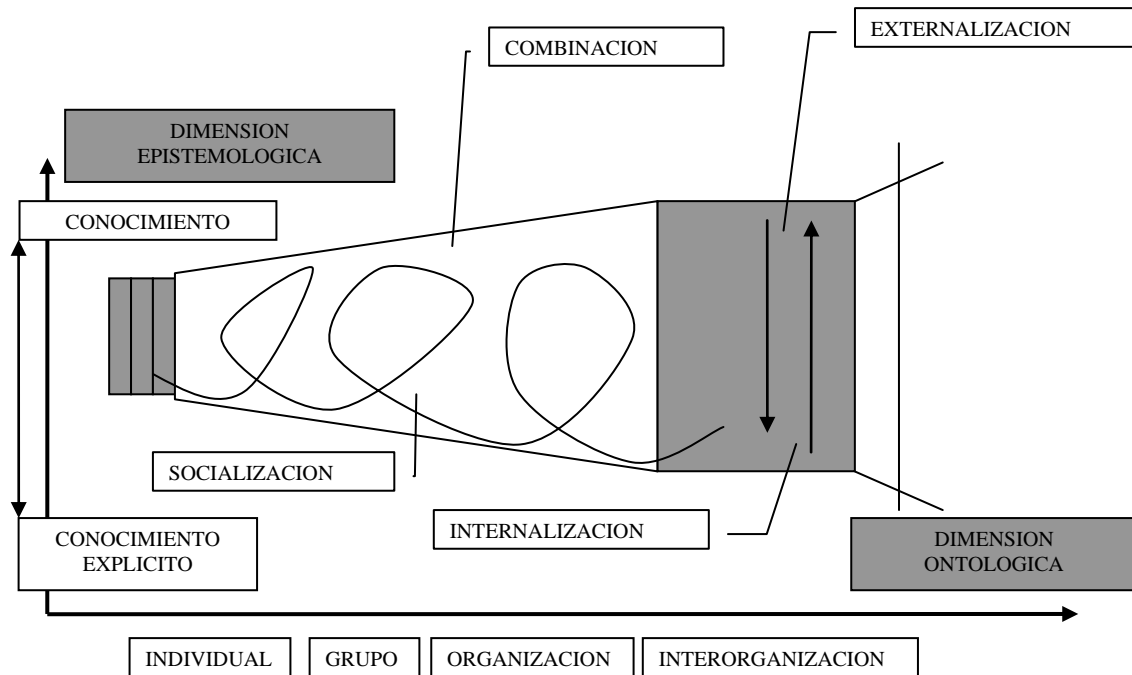 COMBINACION
EXTERNALIZACION
DIMENSION
EPISTEMOLOGICA
CONOCIMIENTO
SOCIALIZACION
INTERNALIZACION
CONOCIMIENTO
EXPLICITO
DIMENSION
ONTOLOGICA
INDIVIDUAL
GRUPO
ORGANIZACION
INTERORGANIZACION